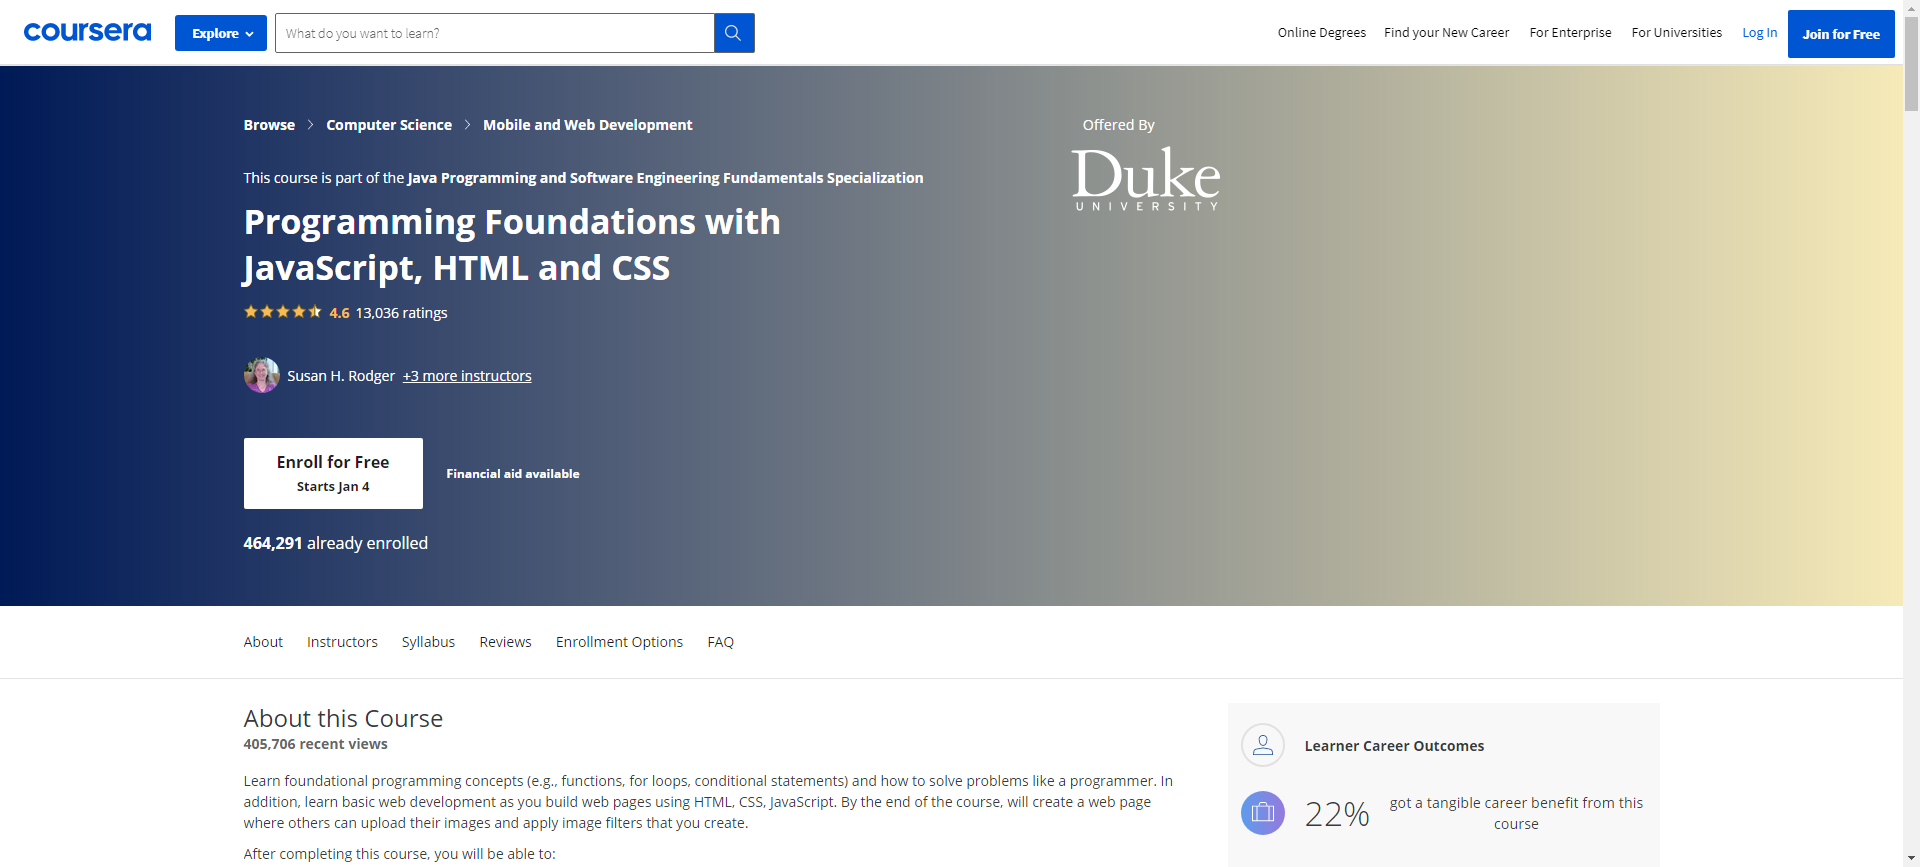 coursera
Explore
What do you want to learn?
Online Degrees
Find your New Career
For Enterprise
For Universities
Log In
Join for Free
Browse > Computer Science > Mobile and Web Development
Offered By
Duke
UNIVERSITY
This course is part of the Java Programming and Software Engineering Fundamentals Specialization
Programming Foundations with
JavaScript, HTML and CSS
4.6 13,036 ratings
Susan H. Rodger +3 more instructors
Enroll for Free
Starts Jan 4
Financial aid available
464,291 already enrolled
About
Instructors
Syllabus
Reviews
Enrollment Options
FAQ
About this Course
405,706 recent views
Learn foundational programming concepts (e.g., functions, for loops, conditional statements) and how to solve problems like a programmer. In
addition, learn basic web development as you build web pages using HTML, CSS, JavaScript. By the end of the course, will create a web page
where others can upload their images and apply image filters that you create.
After completing this course, you will be able to:
Learner Career Outcomes
22%
got a tangible career benefit from this
course